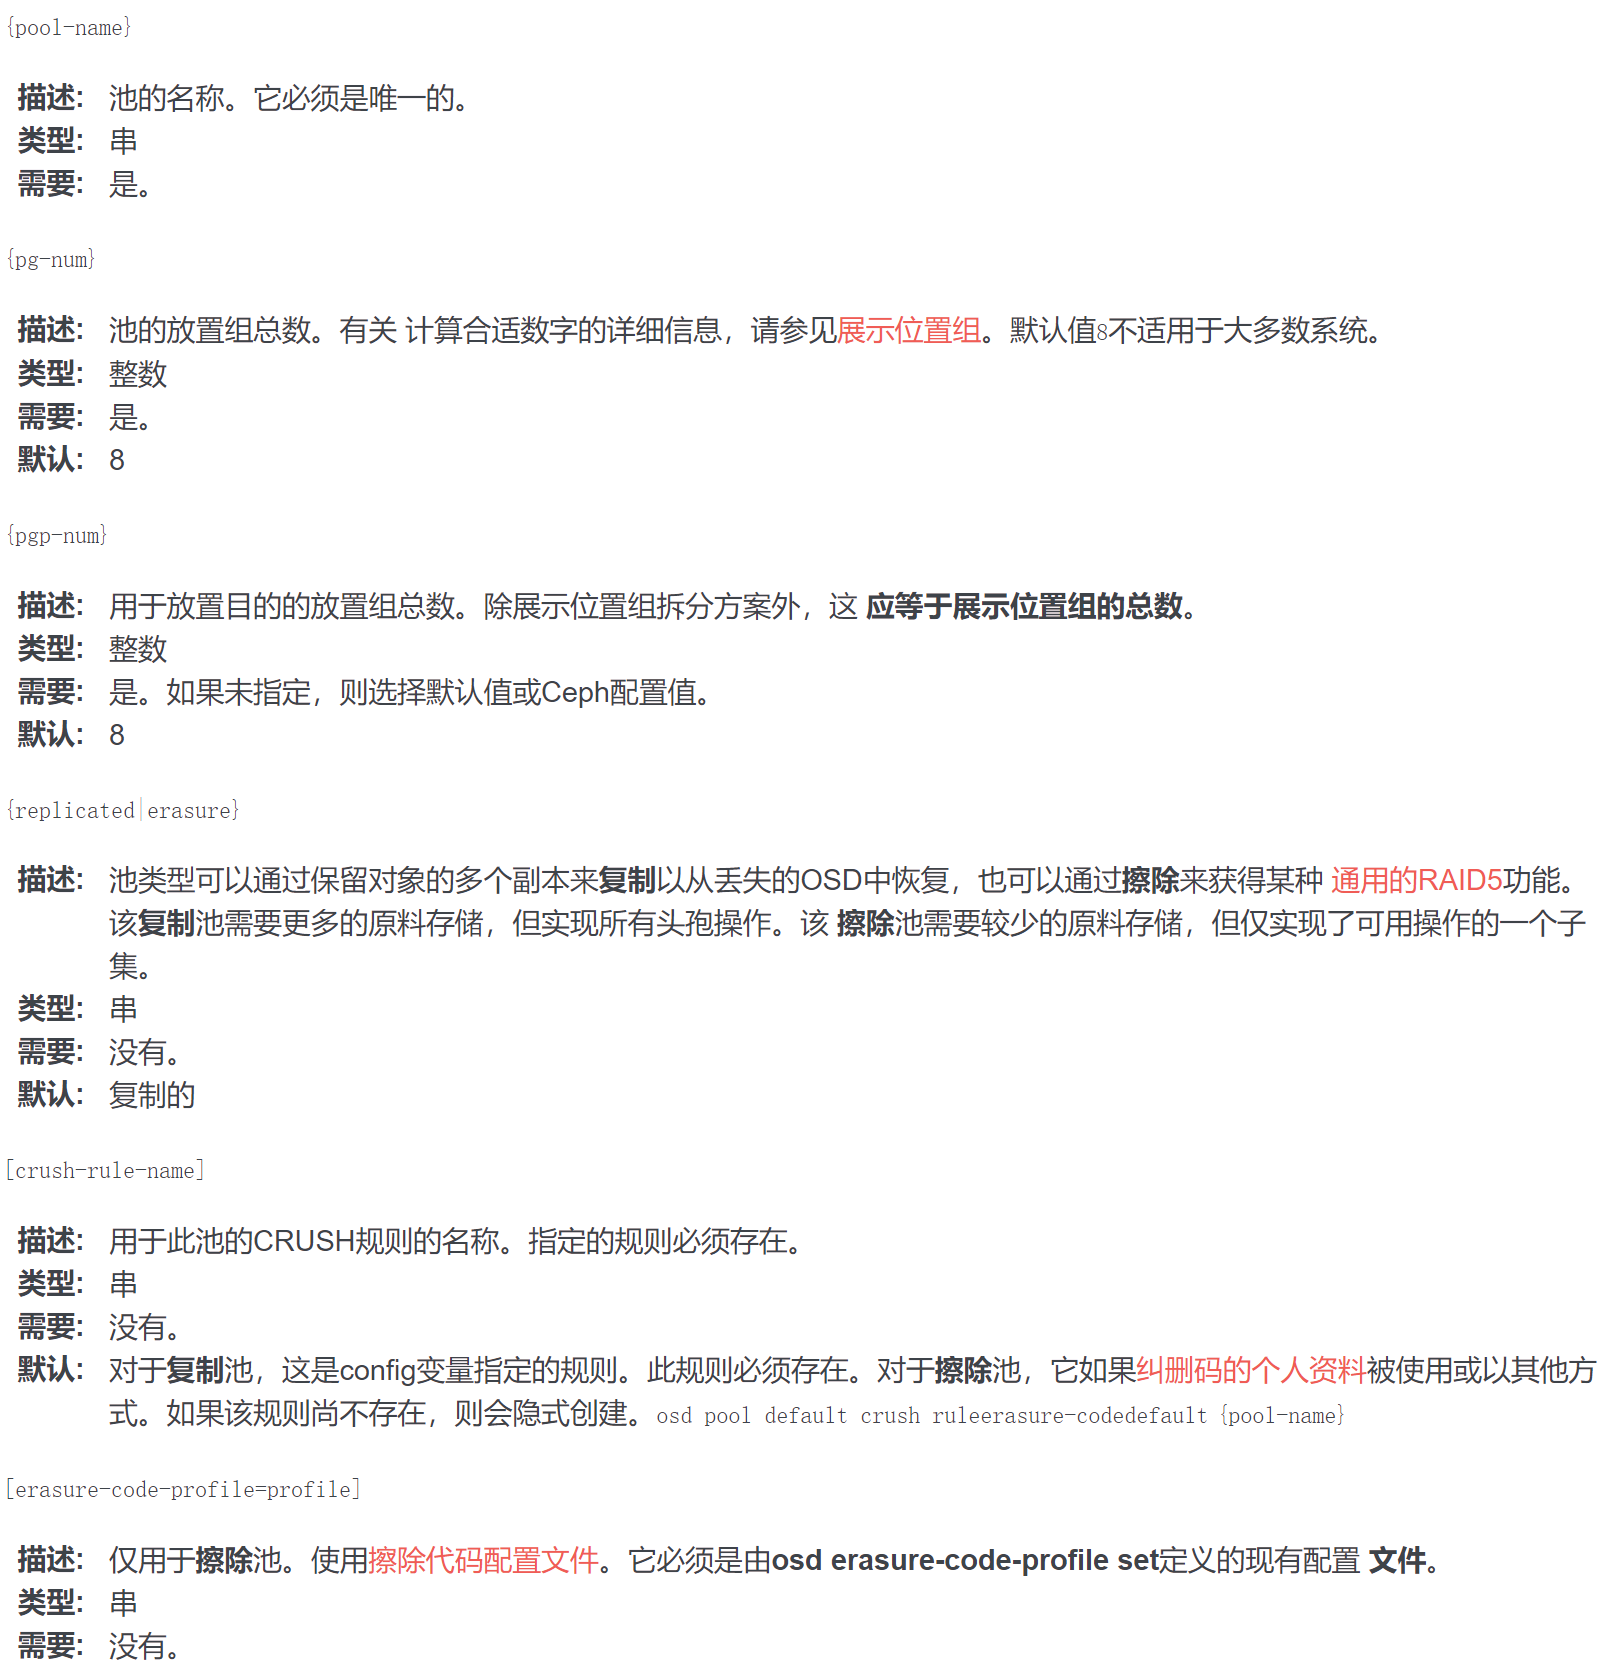 {pool-name}
描述： 池的名称。它必须是唯一的。
类型： 串
需要： 是。
{pg-num}
描述： 池的放置组总数。有关 计算合适数字的详细信息，请参见展示位置组。默认值8不适用于大多数系统。
类型： 整数
需要： 是。
默认： 8
{pgp-num}
描述： 用于放置目的的放置组总数。除展示位置组拆分方案外，这 应等于展示位置组的总数。
类型： 整数
需要： 是。如果未指定，则选择默认值或Ceph配置值。
默认： 8
{replicated|erasure}
描述： 池类型可以通过保留对象的多个副本来复制以从丢失的OSD中恢复，也可以通过擦除来获得某种 通用的RAID5功能。
该复制池需要更多的原料存储，但实现所有头孢操作。该 擦除池需要较少的原料存储，但仅实现了可用操作的一个子
集。
类型： 串
需要： 没有。
默认： 复制的
[crush-rule-name]
描述： 用于此池的CRUSH规则的名称。指定的规则必须存在。
类型： 串
需要： 没有。
默认： 对于复制池，这是config变量指定的规则。此规则必须存在。对于擦除池，它如果纠删码的个人资料被使用或以其他方
式。如果该规则尚不存在，则会隐式创建。osd pool default crush ruleerasure-codedefault {pool-name}
[erasure-code-profile=profile]
描述： 仅用于擦除池。使用擦除代码配置文件。它必须是由osd erasure-code-profile set定义的现有配置 文件。
类型： 串
需要： 没有。